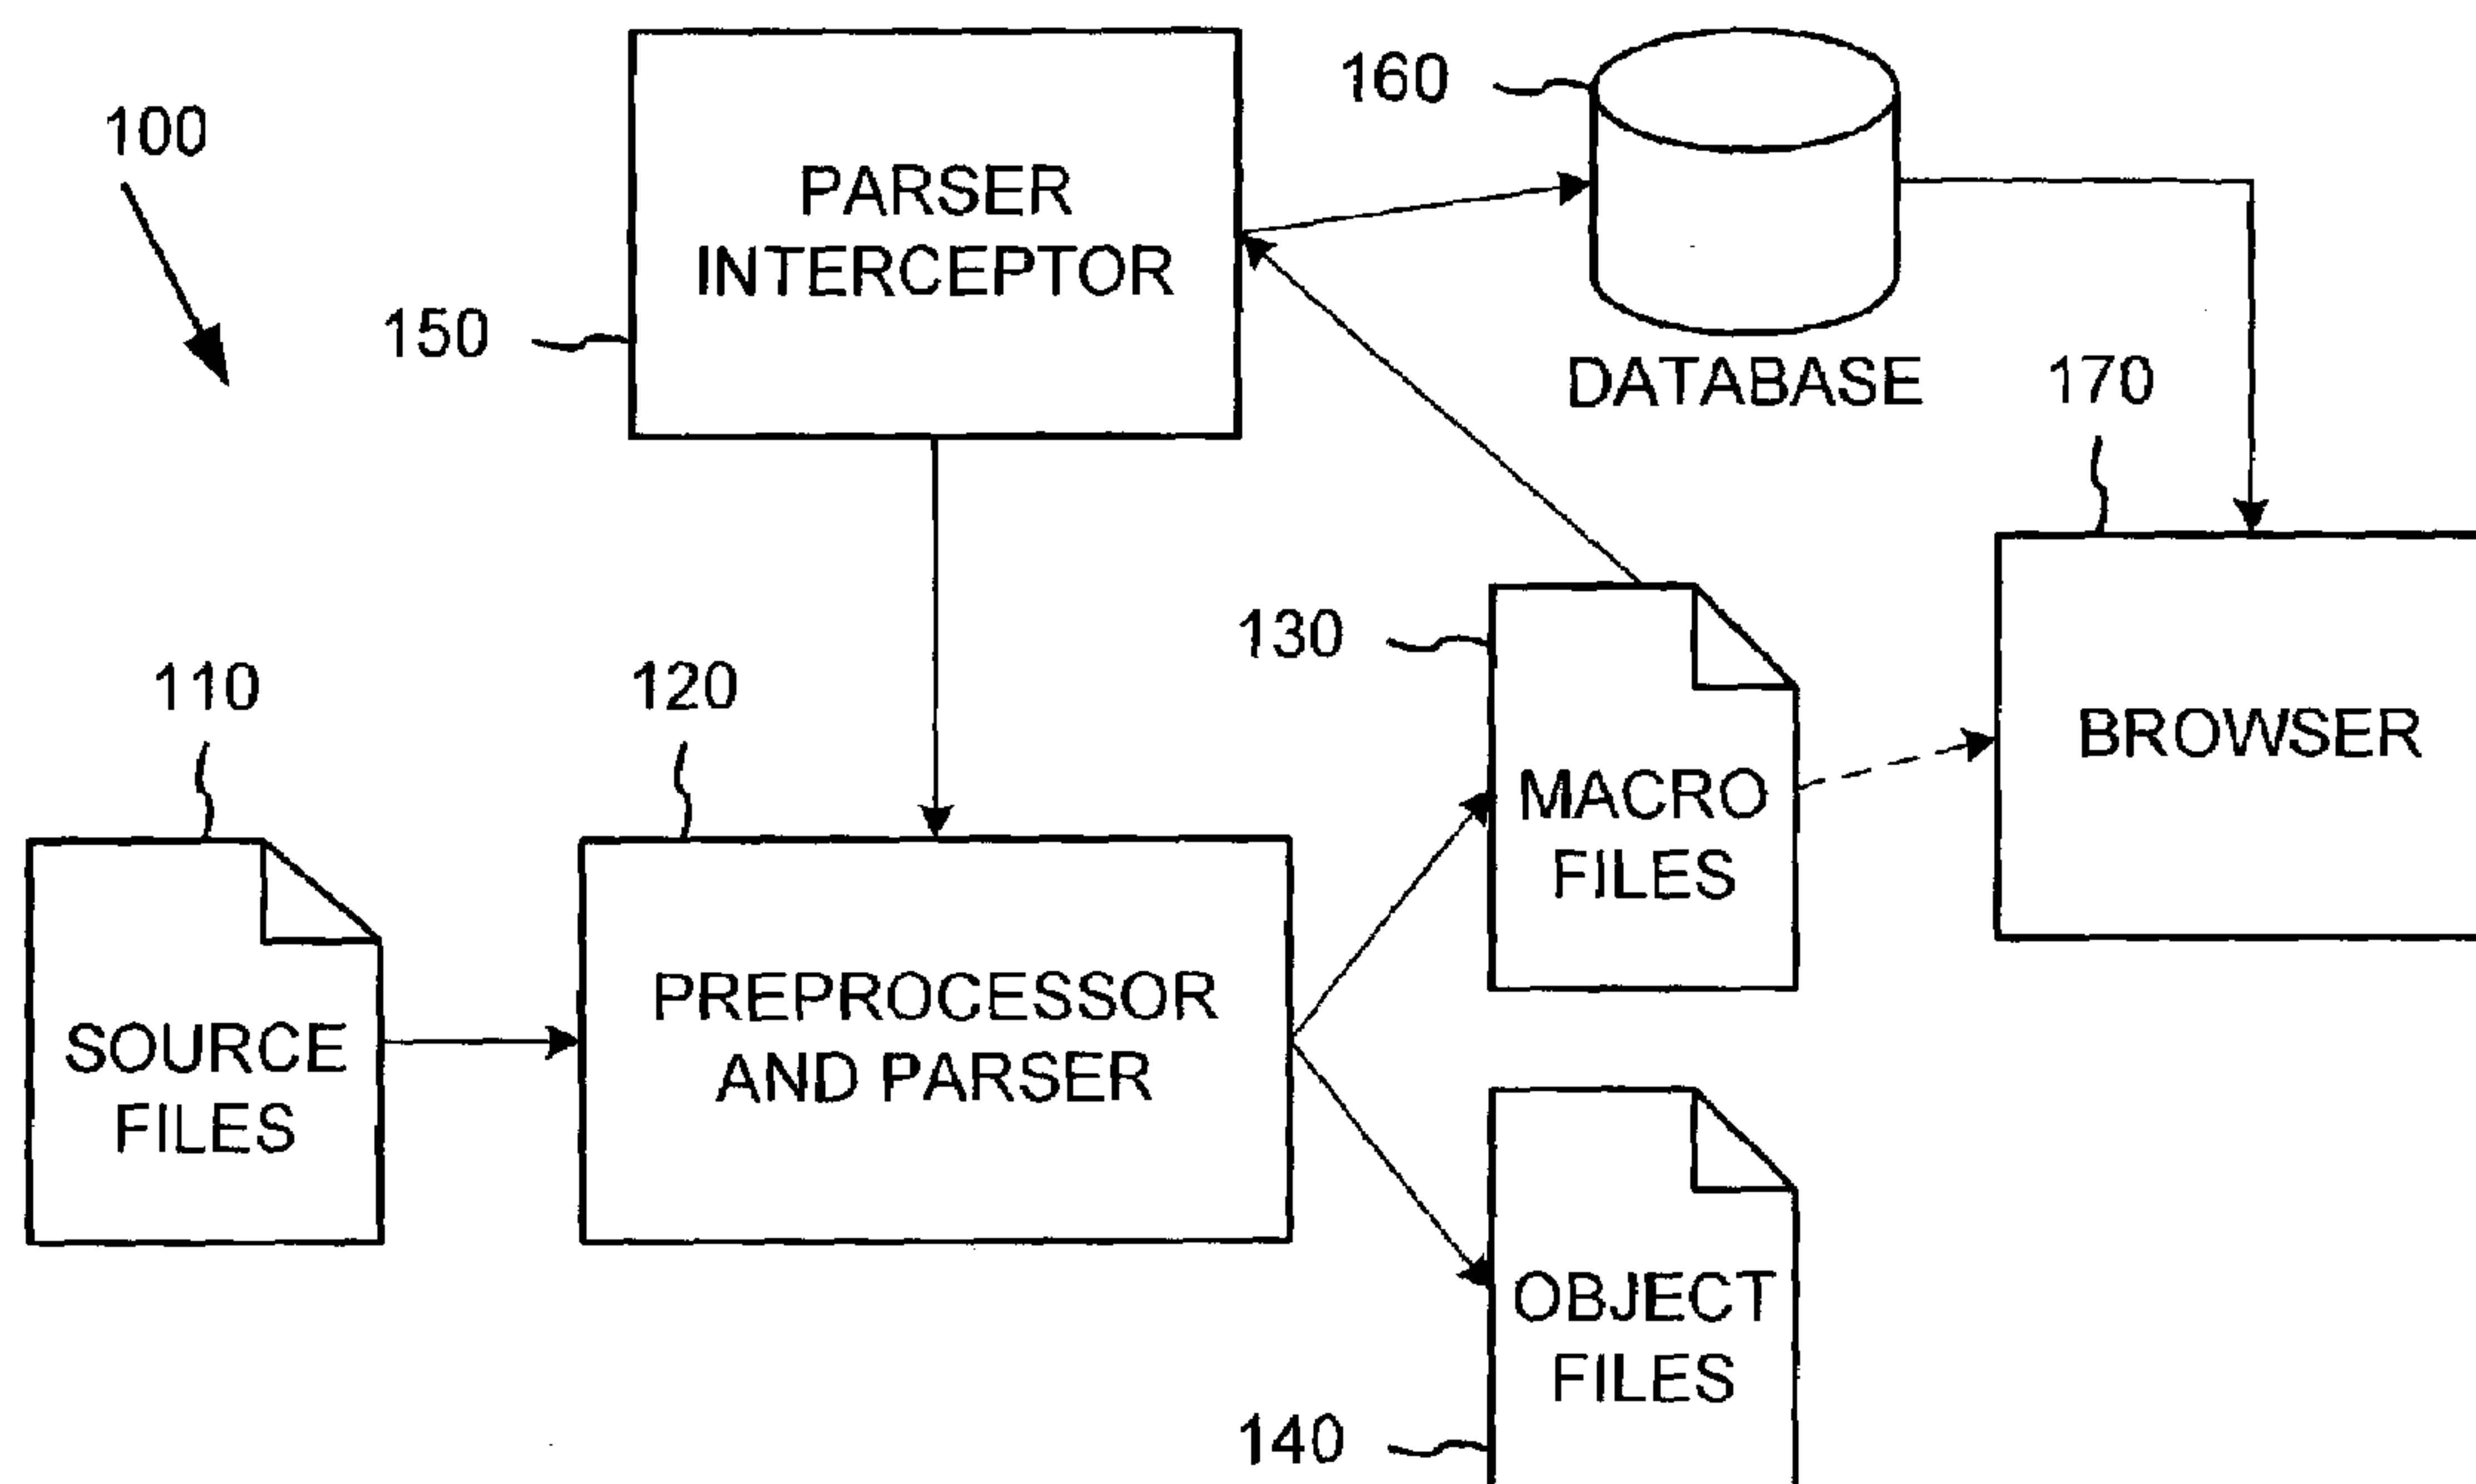 100
PARSER
INTERCEPTOR
150
160
DATABASE
170
130
MACRO
FILES
BROWSER
110
SOURCE
FILES
120
PREPROCESSOR
AND PARSER
OBJECT
FILES
140